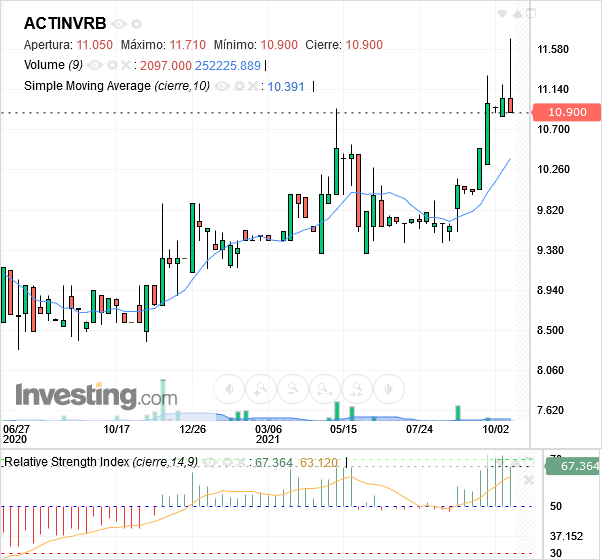 ACTINVRB
Apertura: 11.050 Máximo: 11.710 Mínimo: 10.900 Cierre: 10.900
Volume (9) : 2097.000 252225.889
Simple Moving Average (cierre,10) : 10.391
11.580
11.140
10.900
10.700
10.260
9.820
9.380
8.940
8.500
8.060
7.620
Investing.com
06/27 10/17 12/26 03/06 05/15 07/24 10/02
2020 2021
Relative Strength Index (cierre,14,9) : 67.364 63.120
67.364
50
37.152
30